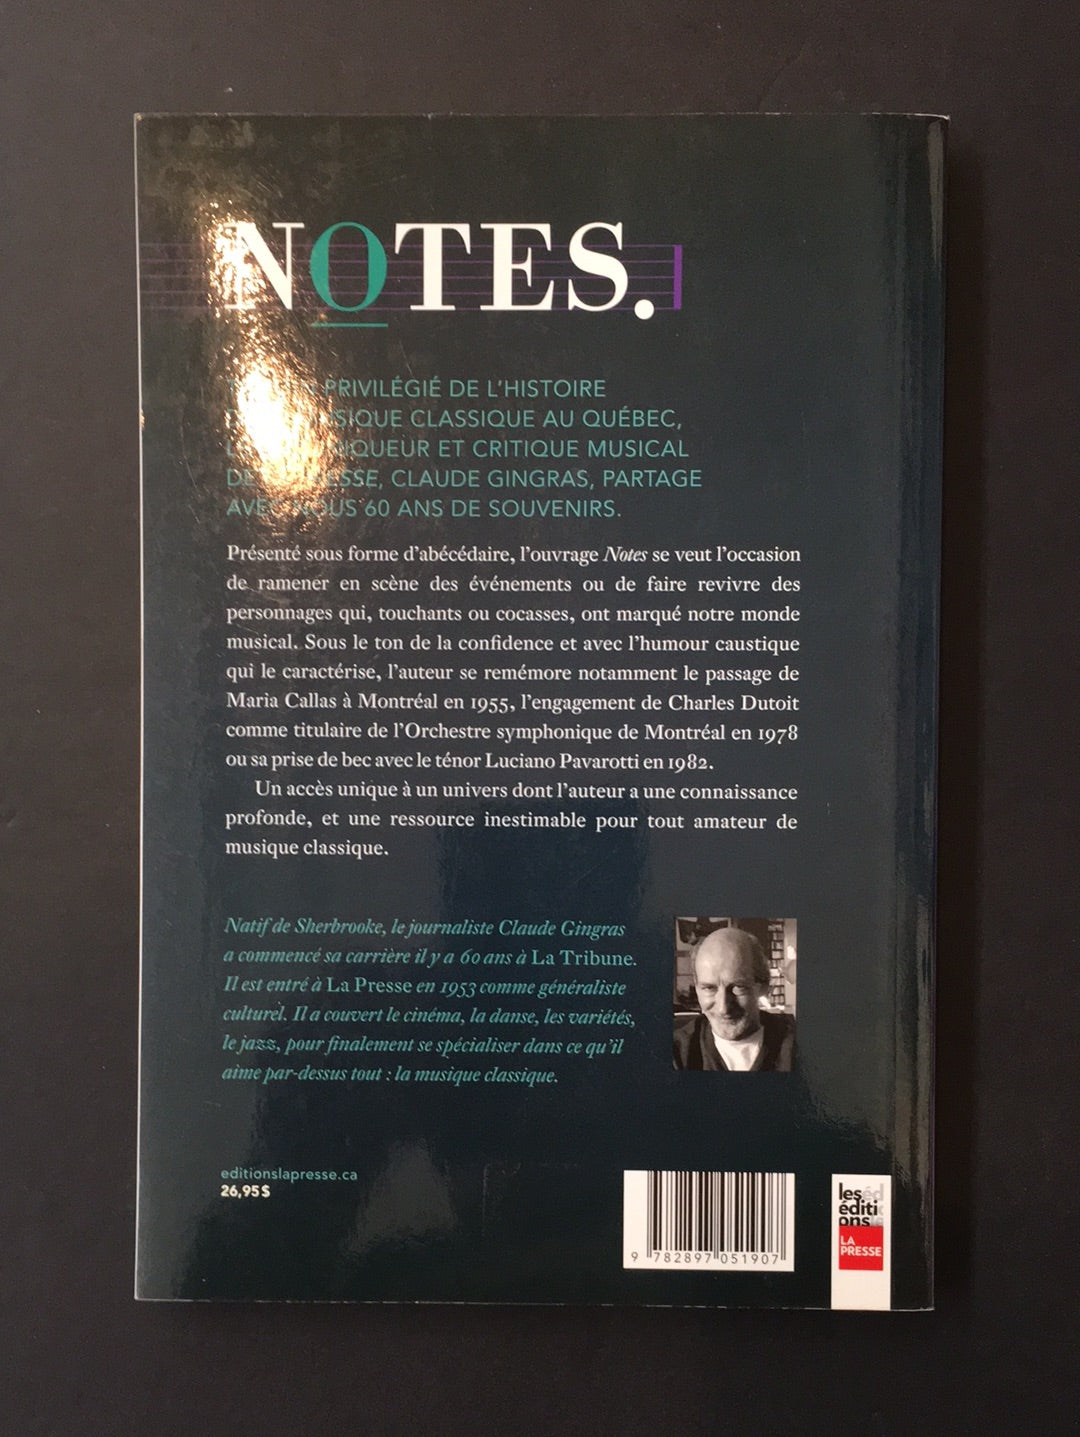 NOTES.
PRIVILÉGIÉ DE L'HISTOIRE
CLASSIQUE AU QUÉBEC,
ET CRITIQUE MUSICAL
CLAUDE GINGRAS, PARTAGE
AVEC NOUS 60 ANS DE SOUVENIRS.
Présenté sous forme d'abécédaire, l'ouvrage Notes se veut l'occasion
de ramener en scène des événements ou de faire revivre des
personnages qui, touchants ou cocasses, ont marqué notre monde
musical. Sous le ton de la confidence et avec l'humour caustique
qui le caractérise, l'auteur se remémore notamment le passage de
Maria Callas à Montréal en 1955, l'engagement de Charles Dutoit
comme titulaire de l'Orchestre symphonique de Montréal en 1978
ou sa prise de bec avec le ténor Luciano Pavarotti en 1982.
Un accès unique à un univers dont l'auteur a une connaissance
profonde, et une ressource inestimable pour tout amateur de
musique classique.
Natif de Sherbrooke, le journaliste Claude Gingras
a commencé sa carrière il y a 60 ans à La Tribune.
Il est entré à La Presse en 1953 comme généraliste
culturel. Il a couvert le cinéma, la danse, les variétés,
le jazz, pour finalement se spécialiser dans ce qu'il
aime par-dessus tout : la musique classique.
editionslapresse.ca
26,95 $
9 782897 051907
les éd
éditi
ons
LA
PRESSE